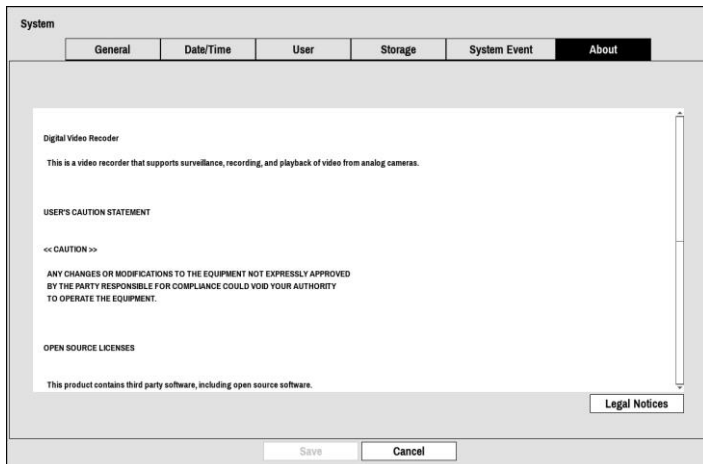 System
General
Date/Time
User
Storage
System Event
About
Digital Video Recoder
This is a video recorder that supports surveillance, recording, and playback of video from analog cameras.
USER'S CAUTION STATEMENT
<< CAUTION >>
ANY CHANGES OR MODIFICATIONS TO THE EQUIPMENT NOT EXPRESSLY APPROVED
BY THE PARTY RESPONSIBLE FOR COMPLIANCE COULD VOID YOUR AUTHORITY
TO OPERATE THE EQUIPMENT.
OPEN SOURCE LICENSES
This product contains third party software, including open source software.
Legal Notices
Save
Cancel